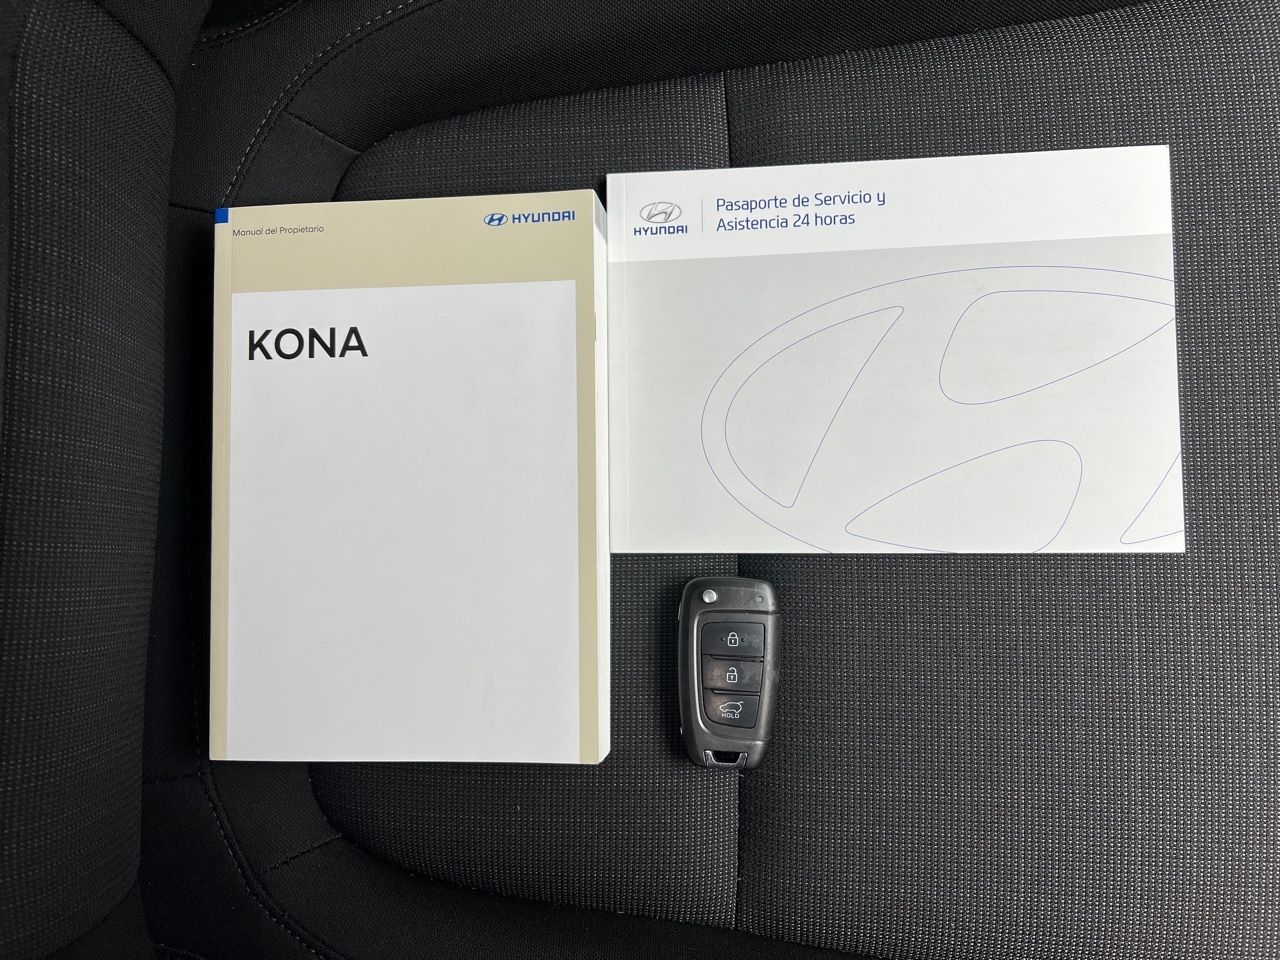 Manual del Propietario
HYUNDAI
KONA
HYUNDAI
Pasaporte de Servicio y
Asistencia 24 horas
HOLD